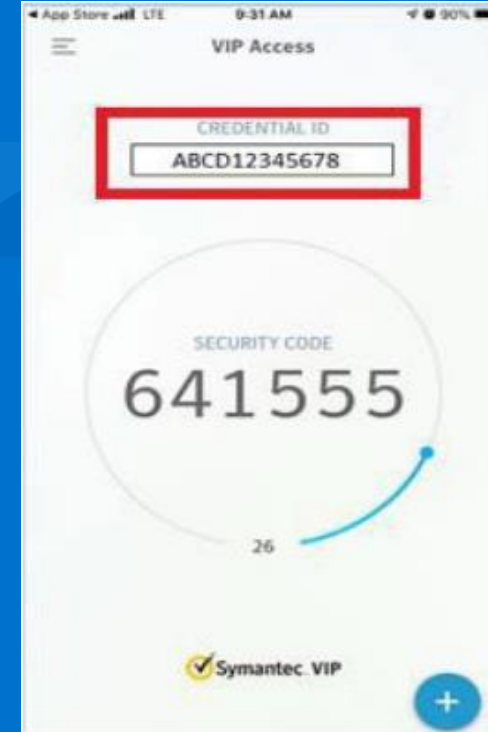 App Store LTE 9:31 AM 90%
VIP Access
CREDENTIAL ID
ABCD12345678
SECURITY CODE
641555
26
Symantec VIP
+